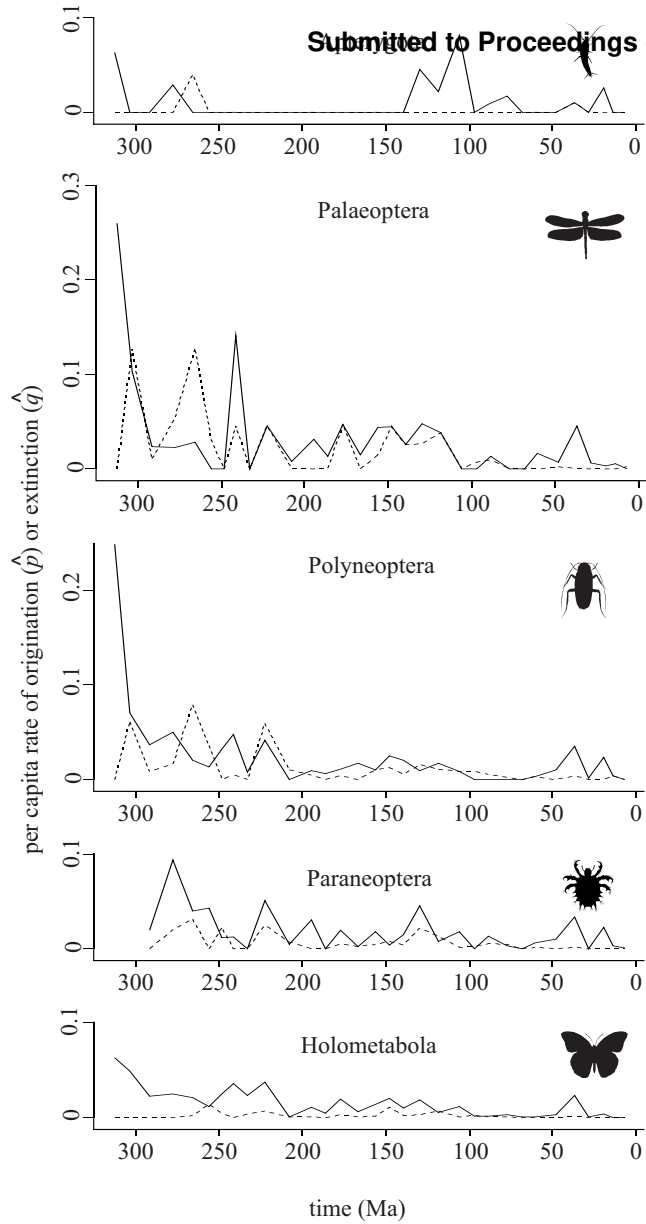 Submitted to Proceedings
0.1
0
300 250 200 150 100 50 0
Palaeoptera
0.3
0.2
0.1
0
300 250 200 150 100 50 0
per capita rate of origination (p̂) or extinction (q̂)
Polyneoptera
0.2
0.1
0
300 250 200 150 100 50 0
Paraneoptera
0.1
0
300 250 200 150 100 50 0
Holometabola
0.1
0
300 250 200 150 100 50 0
time (Ma)